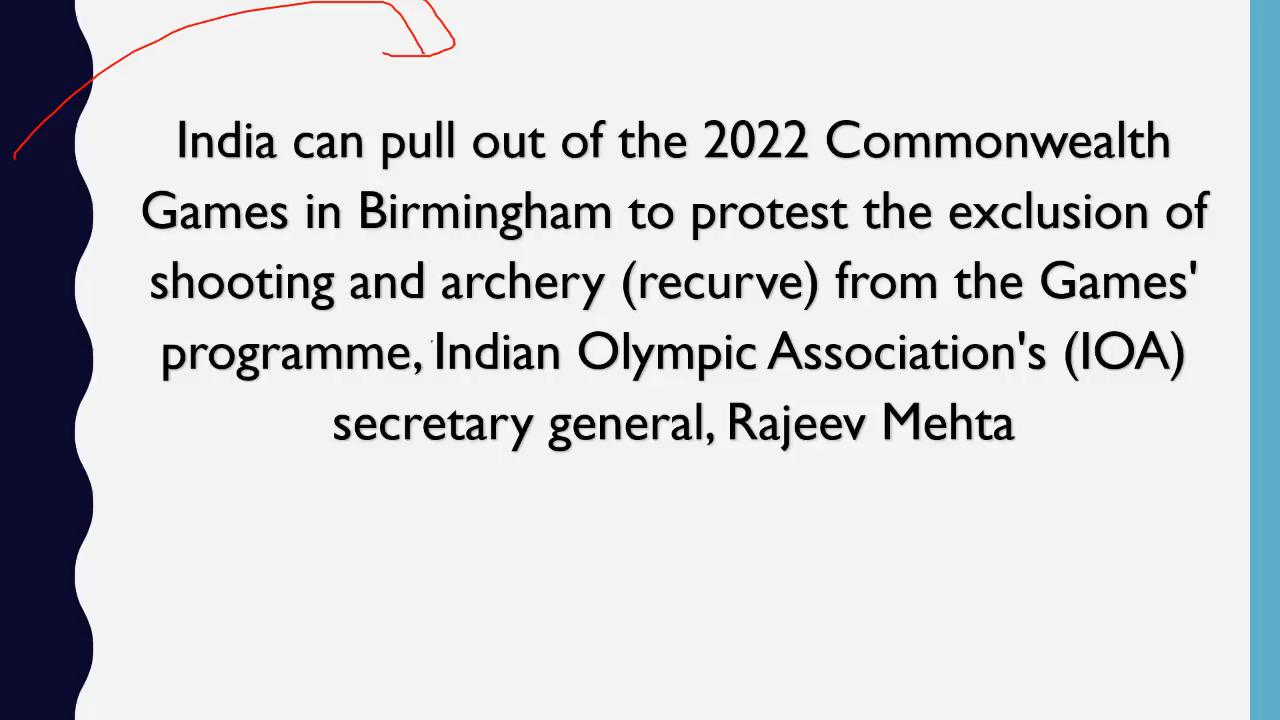 India can pull out of the 2022 Commonwealth
Games in Birmingham to protest the exclusion of
shooting and archery (recurve) from the Games'
programme, Indian Olympic Association's (IOA)
secretary general, Rajeev Mehta